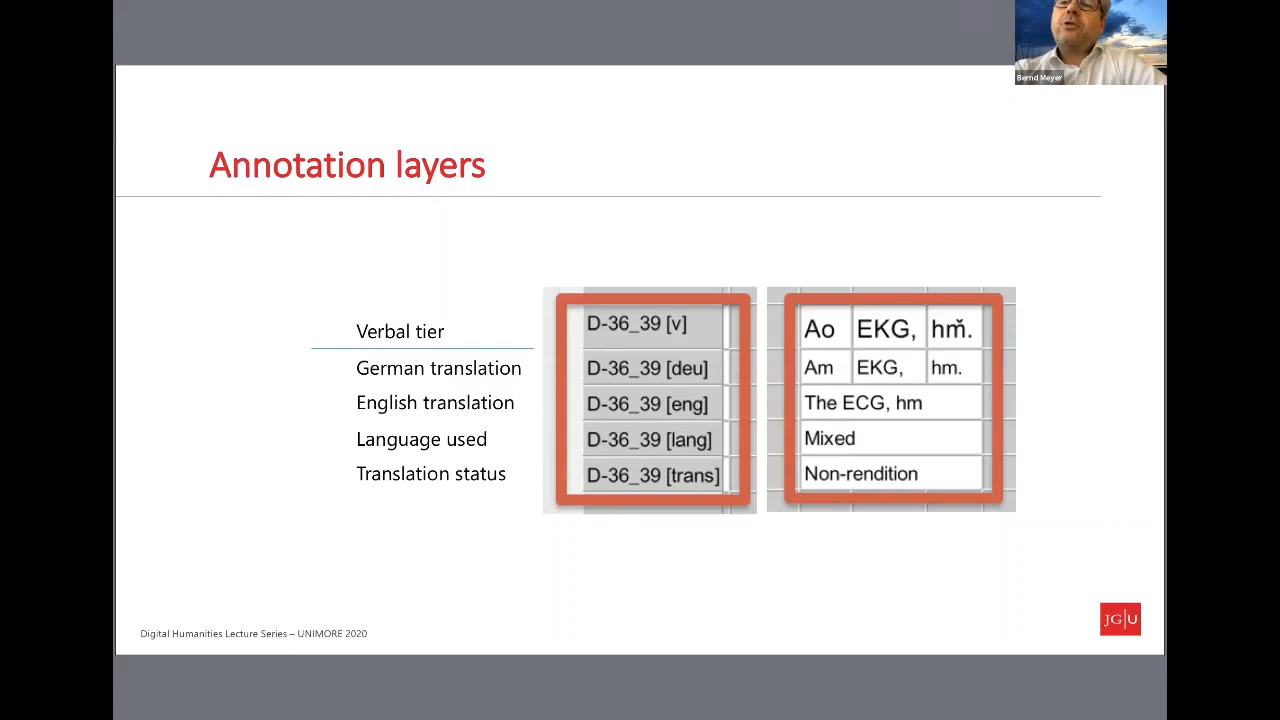 Bernd Meyer
Annotation layers
Verbal tier
German translation
English translation
Language used
Translation status
D-36_39 [v]
D-36_39 [deu]
D-36_39 [eng]
D-36_39 [lang]
D-36_39 [trans]
Ao EKG, hm̌.
Am EKG, hm.
The ECG, hm
Mixed
Non-rendition
Digital Humanities Lecture Series – UNIMORE 2020
JG|U